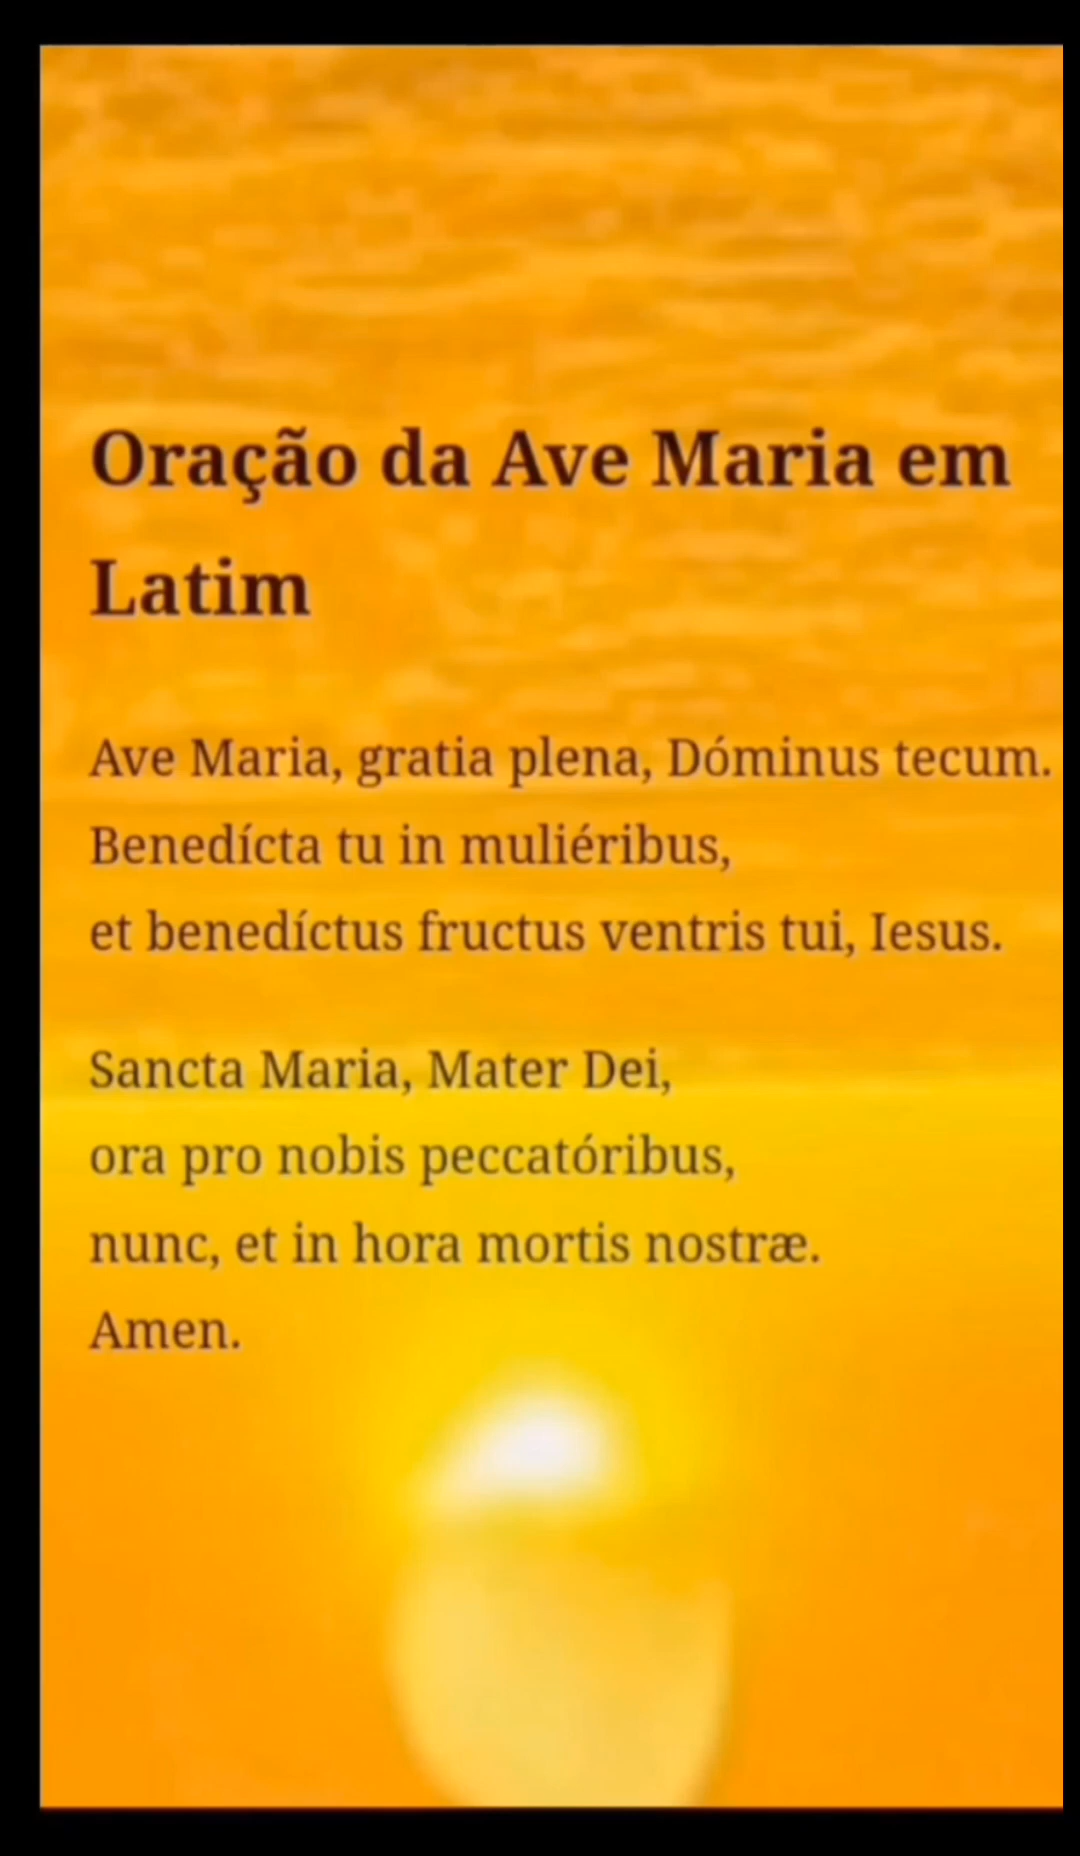 Oração da Ave Maria em
Latim
Ave Maria, gratia plena, Dóminus tecum.
Benedícta tu in muliéribus,
et benedíctus fructus ventris tui, Iesus.
Sancta Maria, Mater Dei,
ora pro nobis peccatóribus,
nunc, et in hora mortis nostræ.
Amen.